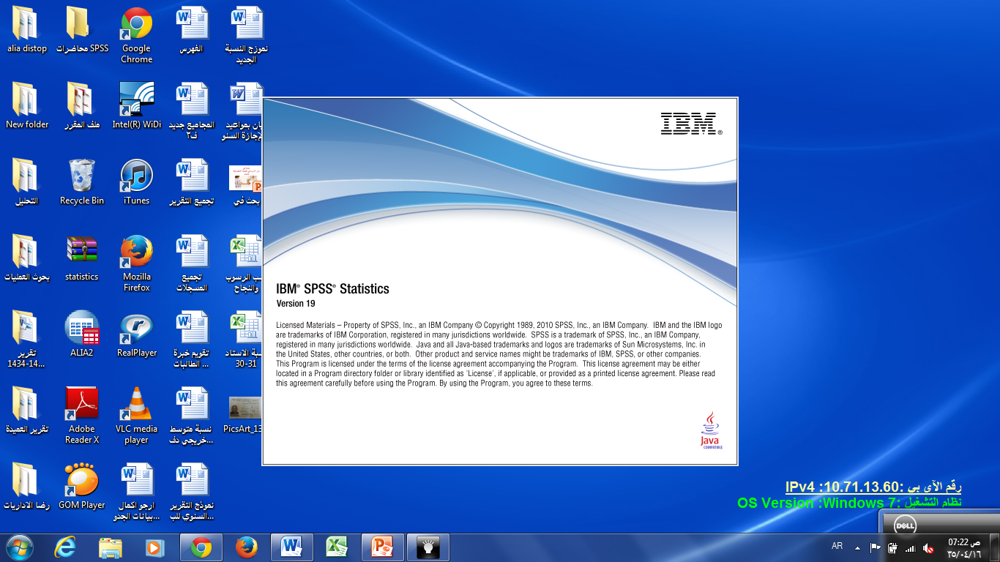 alia distop
محاضرات SPSS
Google
Chrome
الفهرس
نموزج النسبة
الجديد
New folder
ملف المقرر
Intel(R) WiDi
المجاميع جديد
ف٢
بمواعيد
التحليل
Recycle Bin
iTunes
تجميع التقرير
بحث في
بحوث العمليات
statistics
Mozilla
Firefox
تجميع
المسجلات
الرسوب
والنجاح
تقرير
1434-14...
ALIA2
RealPlayer
تقويم خبرة
الطالبات ...
الاستاد
30-31
تقرير العميدة
Adobe
Reader X
VLC media
player
نسبة متوسط
خريجي دف...
PicsArt_13
رضا الاداريات
GOM Player
ارجو اكمال
بيانات الجدو...
نموذج التقرير
السنوي للب...
IBM®
IBM® SPSS® Statistics
Version 19
Licensed Materials – Property of SPSS, Inc., an IBM Company © Copyright 1989, 2010 SPSS, Inc., an IBM Company. IBM and the IBM logo
are trademarks of IBM Corporation, registered in many jurisdictions worldwide. SPSS is a trademark of SPSS, Inc., an IBM Company,
registered in many jurisdictions worldwide. Java and all Java-based trademarks and logos are trademarks of Sun Microsystems, Inc. in
the United States, other countries, or both. Other product and service names might be trademarks of IBM, SPSS, or other companies.
This Program is licensed under the terms of the license agreement accompanying the Program. This license agreement may be either
located in a Program directory folder or library identified as 'License', if applicable, or provided as a printed license agreement. Please read
this agreement carefully before using the Program. By using the Program, you agree to these terms.
Java
COMPATIBLE
رقم الآى بي :IPv4 :10.71.13.60
نظام التشغيل :OS Version :Windows 7
DELL
AR
07:22 ص
٣٥/٠٤/١٦